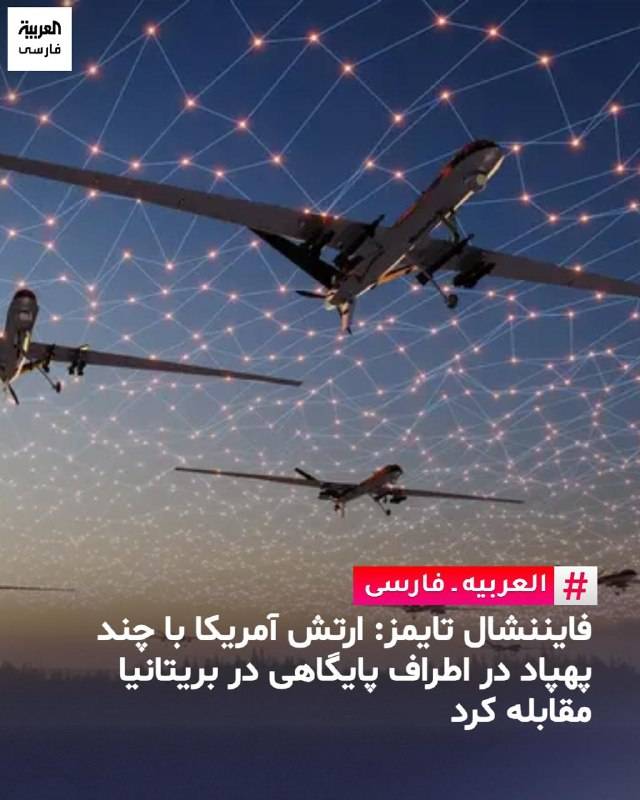 العربية
فارسی
# العربیه ـ فارسی
فایننشال تایمز: ارتش آمریکا با چند
پهپاد در اطراف پایگاهی در بریتانیا
مقابله کرد